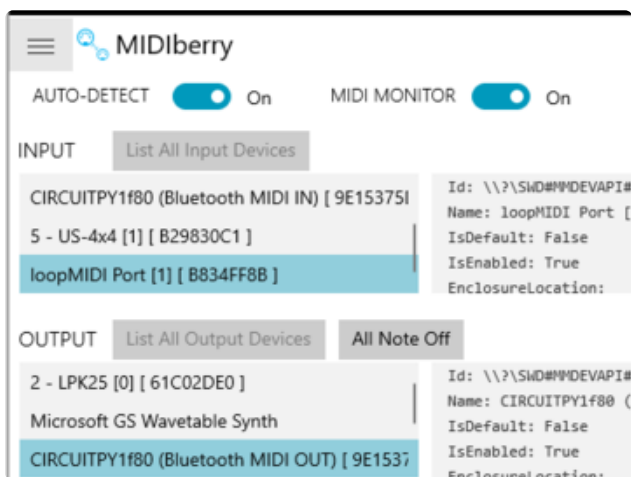 MIDIberry
AUTO-DETECT On MIDI MONITOR On
INPUT List All Input Devices
CIRCUITPY1f80 (Bluetooth MIDI IN) [ 9E15375
5 - US-4x4 [1] [ B29830C1 ]
loopMIDI Port [1] [ B834FF8B ]
Id: \\?\SWD#MMDEVAPI#
Name: loopMIDI Port [
IsDefault: False
IsEnabled: True
EnclosureLocation:
OUTPUT List All Output Devices All Note Off
2 - LPK25 [0] [ 61C02DE0 ]
Microsoft GS Wavetable Synth
CIRCUITPY1f80 (Bluetooth MIDI OUT) [ 9E1537
Id: \\?\SWD#MMDEVAPI#
Name: CIRCUITPY1f80 (
IsDefault: False
IsEnabled: True
EnclosureLocation: